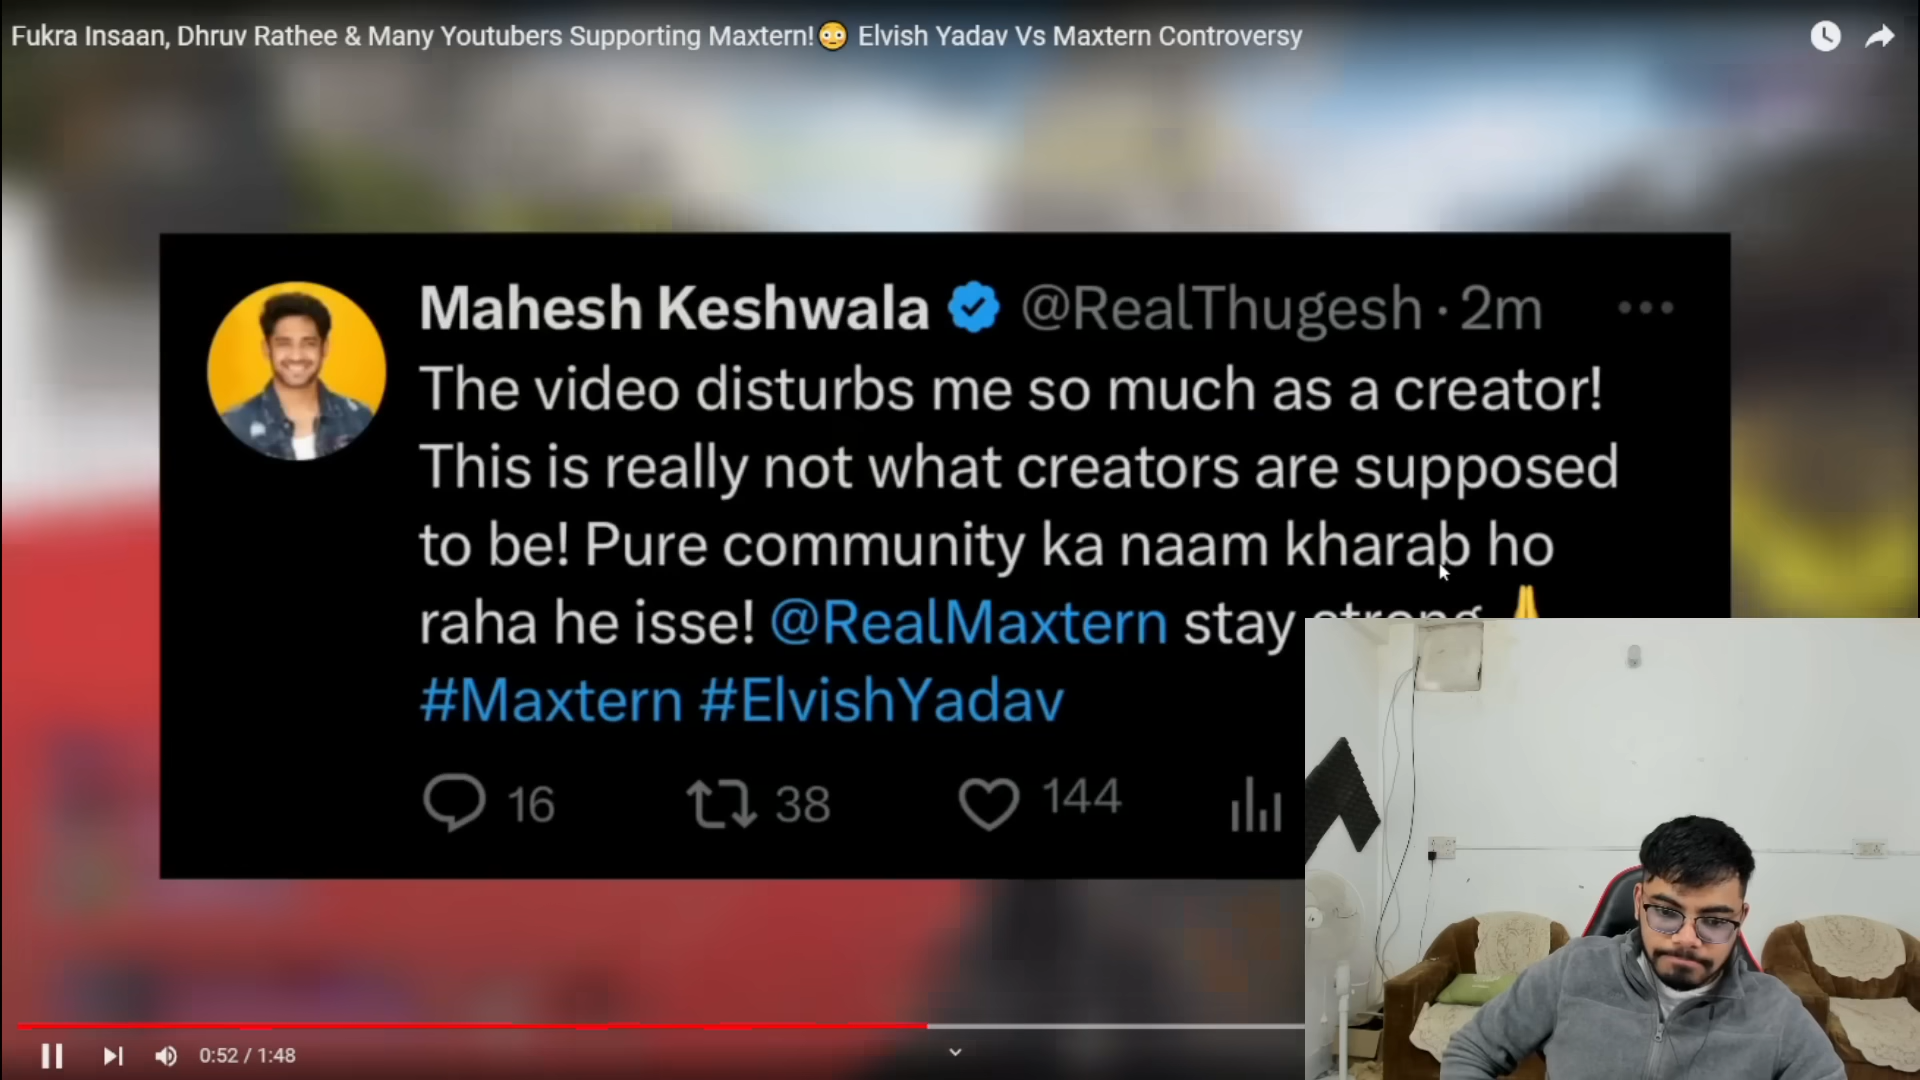 Fukra Insaan, Dhruv Rathee & Many Youtubers Supporting Maxtern!😳 Elvish Yadav Vs Maxtern Controversy
Mahesh Keshwala @RealThugesh · 2m
The video disturbs me so much as a creator!
This is really not what creators are supposed
to be! Pure community ka naam kharab ho
raha he isse! @RealMaxtern stay strong 🙏
#Maxtern #ElvishYadav
16 38 144
0:52 / 1:48